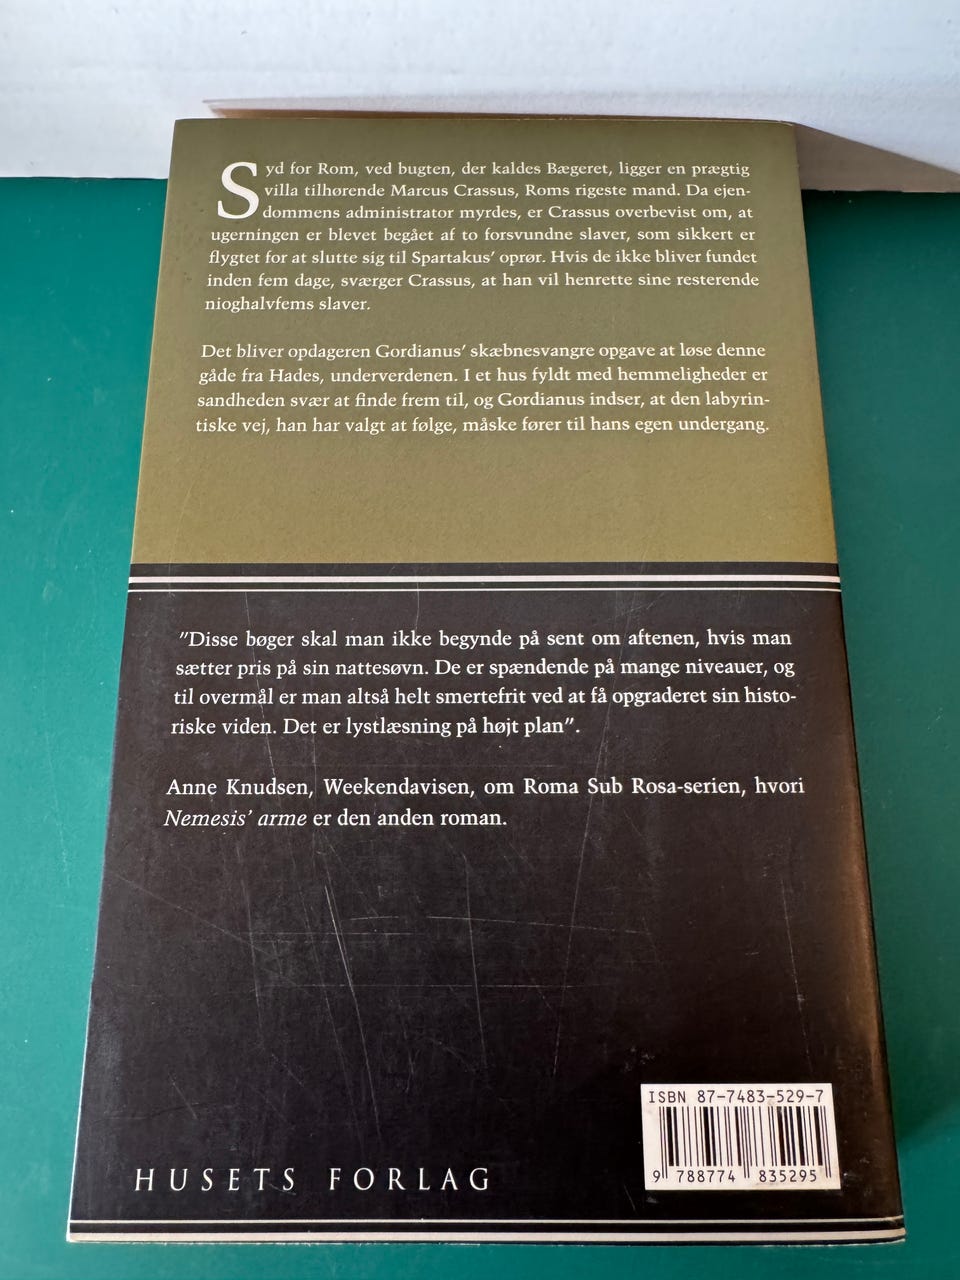 Syd for Rom, ved bugten, der kaldes Bægeret, ligger en prægtig
villa tilhørende Marcus Crassus, Roms rigeste mand. Da ejen-
dommens administrator myrdes, er Crassus overbevist om, at
ugerningen er blevet begået af to forsvundne slaver, som sikkert er
flygtet for at slutte sig til Spartakus’ oprør. Hvis de ikke bliver fundet
inden fem dage, sværger Crassus, at han vil henrette sine resterende
nioghalvfems slaver.
Det bliver opdageren Gordianus’ skæbnesvangre opgave at løse denne
gåde fra Hades, underverdenen. I et hus fyldt med hemmeligheder er
sandheden svær at finde frem til, og Gordianus indser, at den labyrin-
tiske vej, han har valgt at følge, måske fører til hans egen undergang.
”Disse bøger skal man ikke begynde på sent om aftenen, hvis man
sætter pris på sin nattesøvn. De er spændende på mange niveauer, og
til overmål er man altså helt smertefrit ved at få opgraderet sin histo-
riske viden. Det er lystlæsning på højt plan”.
Anne Knudsen, Weekendavisen, om Roma Sub Rosa-serien, hvori
Nemesis’ arme er den anden roman.
ISBN 87-7483-529-7
9 788774 835295
HUSETS FORLAG